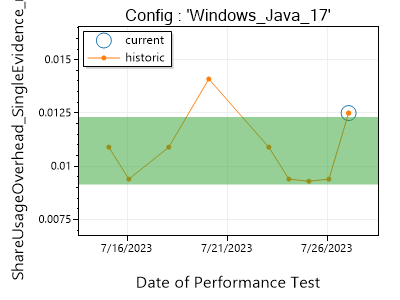 Config : 'Windows_Java_17'
current
historic
ShareUsageOverhead_SingleEvidence_
0.015
0.0125
0.01
0.0075
7/16/2023
7/21/2023
7/26/2023
Date of Performance Test